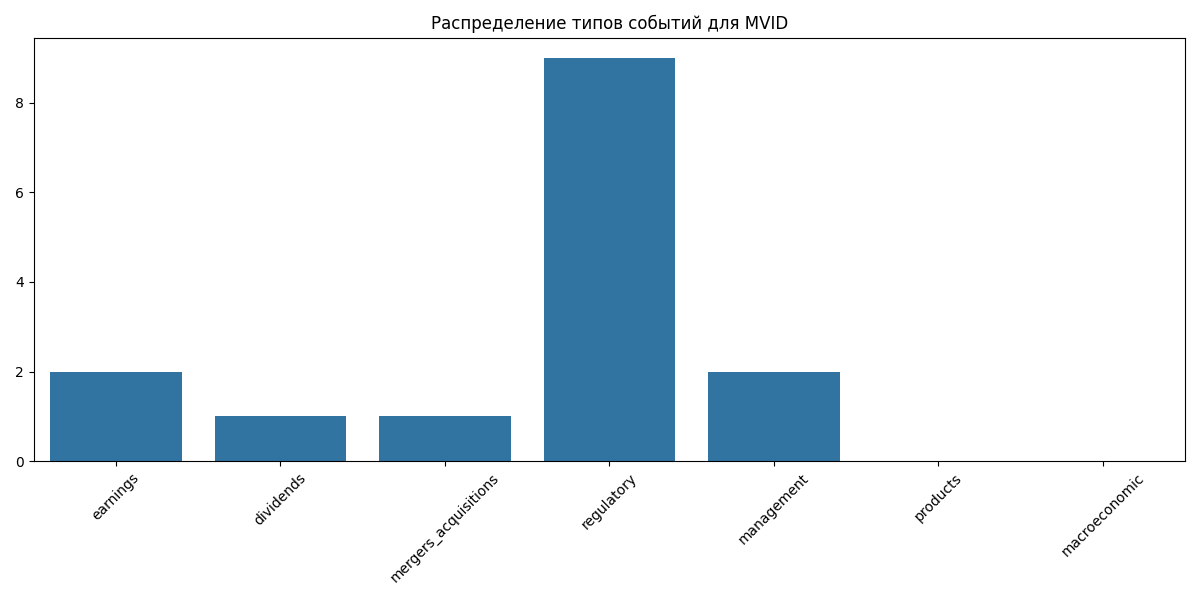 Распределение типов событий для MVID
8
6
4
2
0
earnings
dividends
mergers_acquisitions
regulatory
management
products
macroeconomic